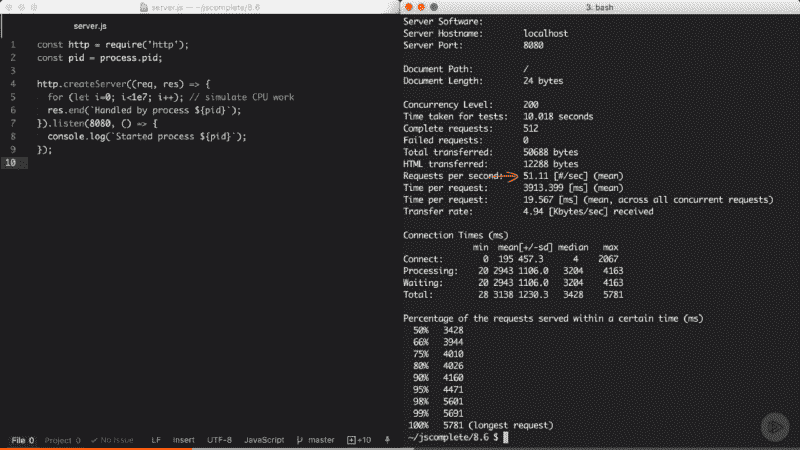 server.js — ~/jscomplete/8.6
server.js
1 const http = require('http');
2 const pid = process.pid;
3
4 http.createServer((req, res) => {
5 for (let i=0; i<1e7; i++); // simulate CPU work
6 res.end(`Handled by process ${pid}`);
7 }).listen(8080, () => {
8 console.log(`Started process ${pid}`);
9 });
10
File 0 Project 0 ✓ No Issue LF Insert UTF-8 JavaScript master +10
3. bash
Server Software:
Server Hostname: localhost
Server Port: 8080
Document Path: /
Document Length: 24 bytes
Concurrency Level: 200
Time taken for tests: 10.018 seconds
Complete requests: 512
Failed requests: 0
Total transferred: 50688 bytes
HTML transferred: 12288 bytes
Requests per second: 51.11 [#/sec] (mean)
Time per request: 3913.399 [ms] (mean)
Time per request: 19.567 [ms] (mean, across all concurrent requests)
Transfer rate: 4.94 [Kbytes/sec] received
Connection Times (ms)
min mean[+/-sd] median max
Connect: 0 195 457.3 4 2067
Processing: 20 2943 1106.0 3204 4163
Waiting: 20 2943 1106.0 3204 4163
Total: 28 3138 1230.3 3428 5781
Percentage of the requests served within a certain time (ms)
50% 3428
66% 3944
75% 4010
80% 4026
90% 4160
95% 4471
98% 5601
99% 5691
100% 5781 (longest request)
~/jscomplete/8.6 $